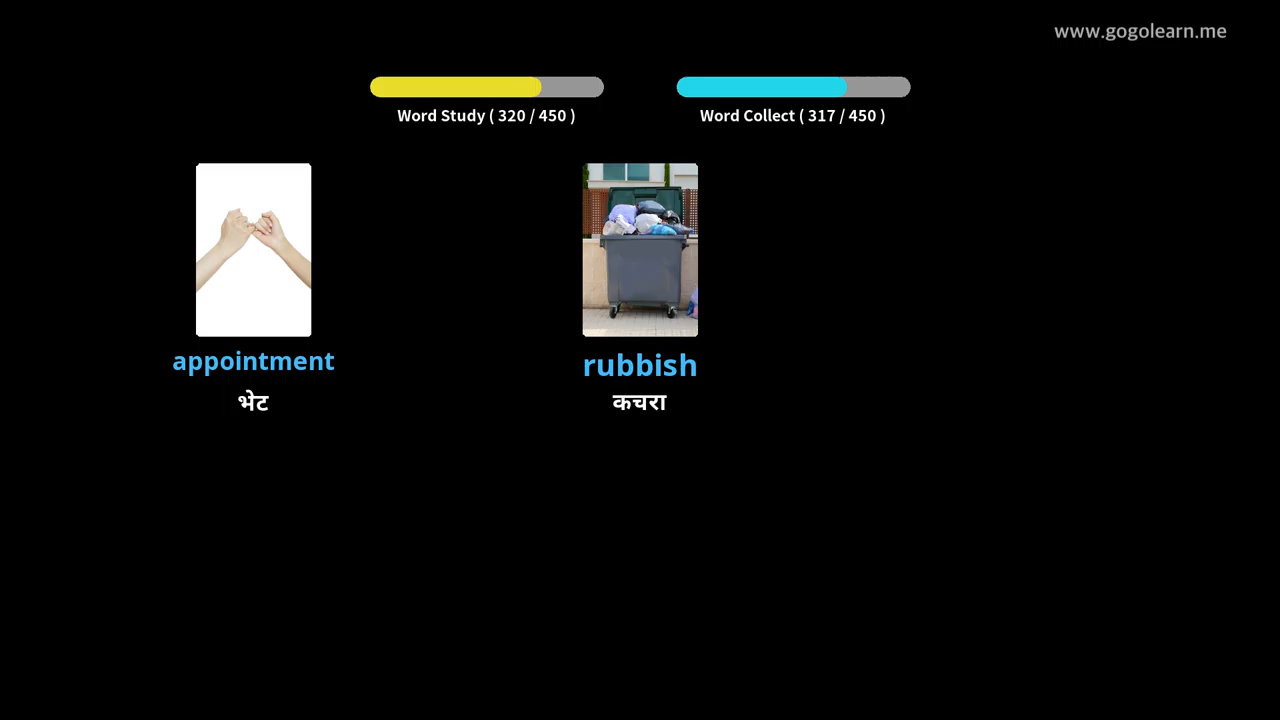 www.gogolearn.me
Word Study ( 320 / 450 )
Word Collect ( 317 / 450 )
appointment
rubbish
भेट
कचरा